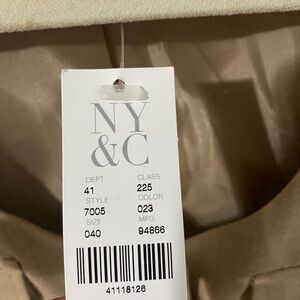 NY
&C
DEPT CLASS
41 225
STYLE COLOR
7005 023
SIZE MFG
040 94866
41118126